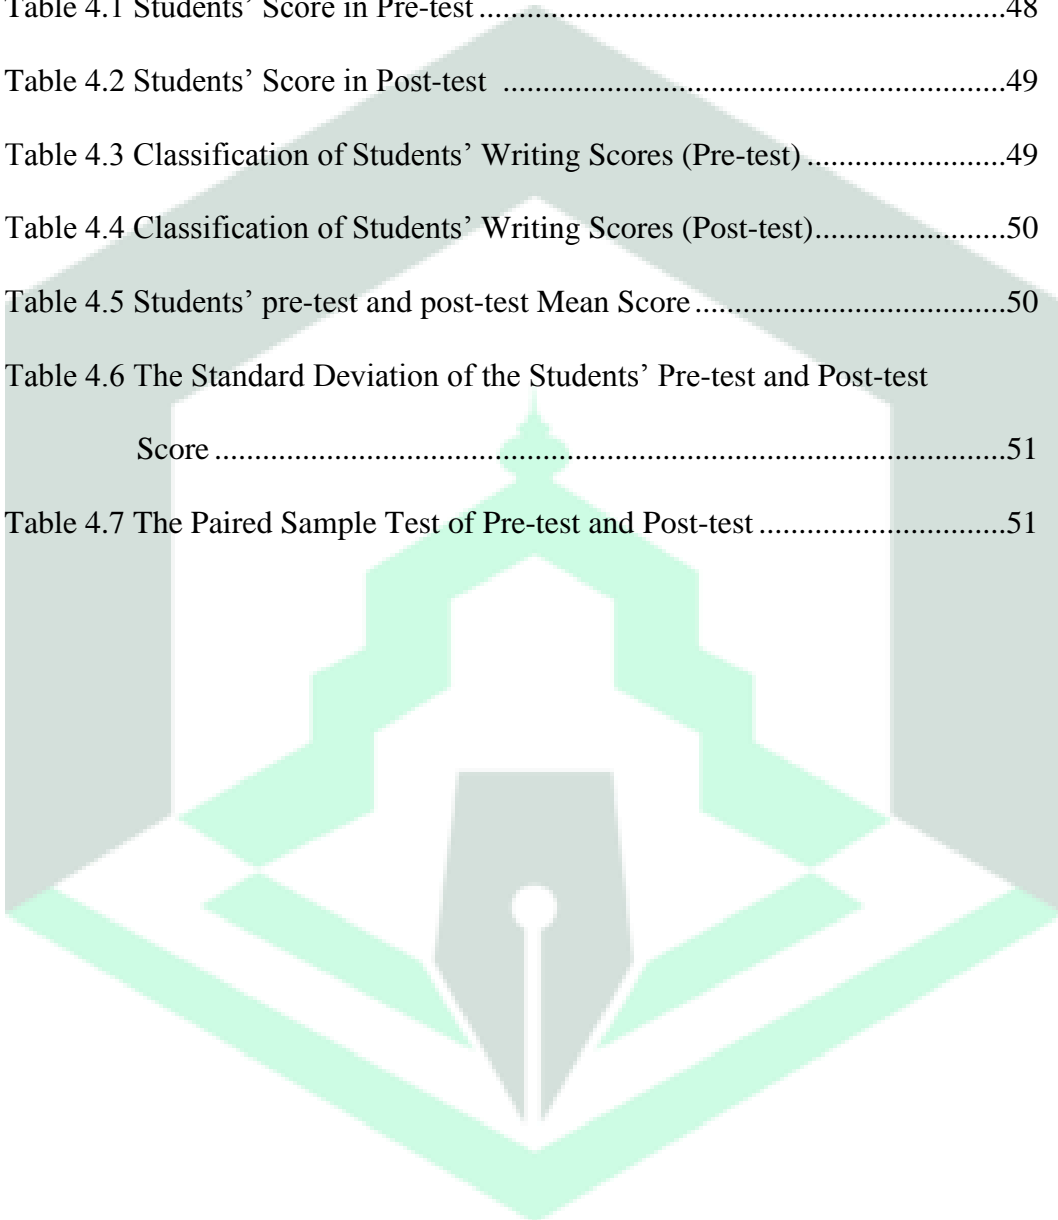 Table 4.1 Students’ Score in Pre-test....................................................................48
Table 4.2 Students’ Score in Post-test ................................................................49
Table 4.3 Classification of Students’ Writing Scores (Pre-test).........................49
Table 4.4 Classification of Students’ Writing Scores (Post-test)........................50
Table 4.5 Students’ pre-test and post-test Mean Score.......................................50
Table 4.6 The Standard Deviation of the Students’ Pre-test and Post-test
Score.....................................................................................................51
Table 4.7 The Paired Sample Test of Pre-test and Post-test...............................51